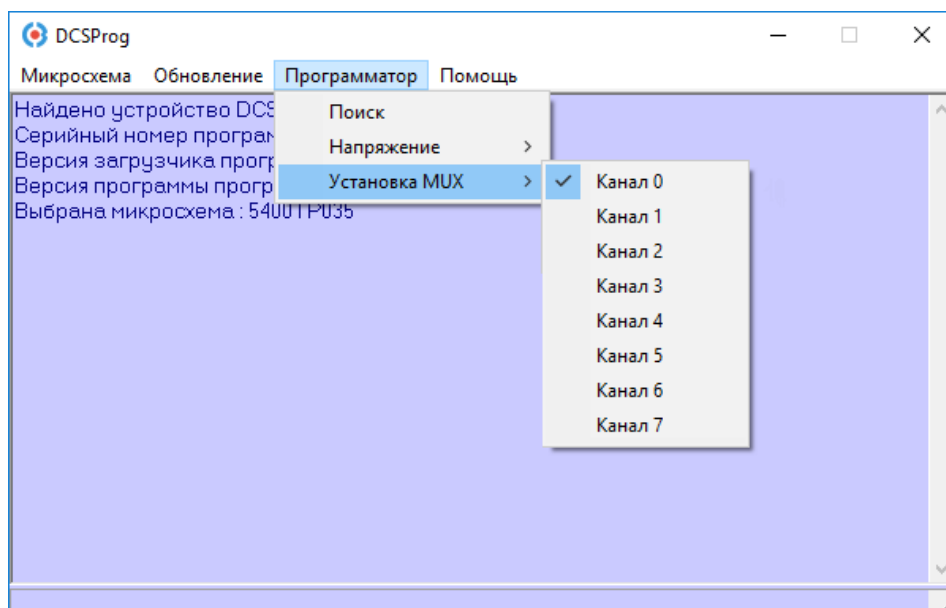 DCSProg
Микросхема Обновление Программатор Помощь
Найдено устройство DCS
Серийный номер програм
Версия загрузчика прогр
Версия программы прогр
Выбрана микросхема : 5400ТР035
Поиск
Напряжение
Установка MUX
Канал 0
Канал 1
Канал 2
Канал 3
Канал 4
Канал 5
Канал 6
Канал 7